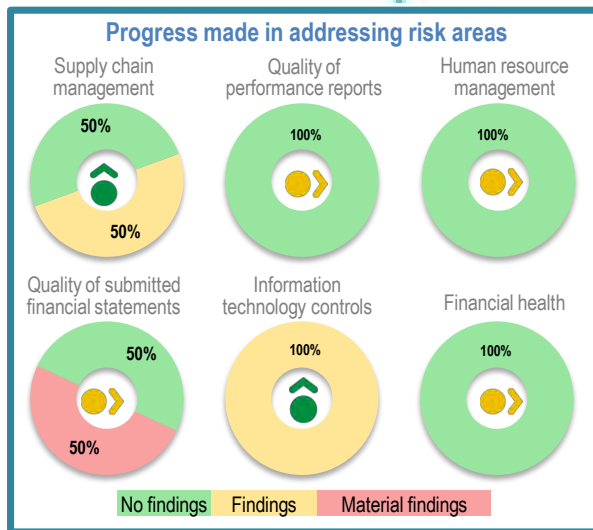 Progress made in addressing risk areas
Supply chain
management
Quality of
performance reports
Human resource
management
50%
50%
100%
100%
Quality of submitted
financial statements
Information
technology controls
Financial health
50%
50%
100%
100%
No findings
Findings
Material findings